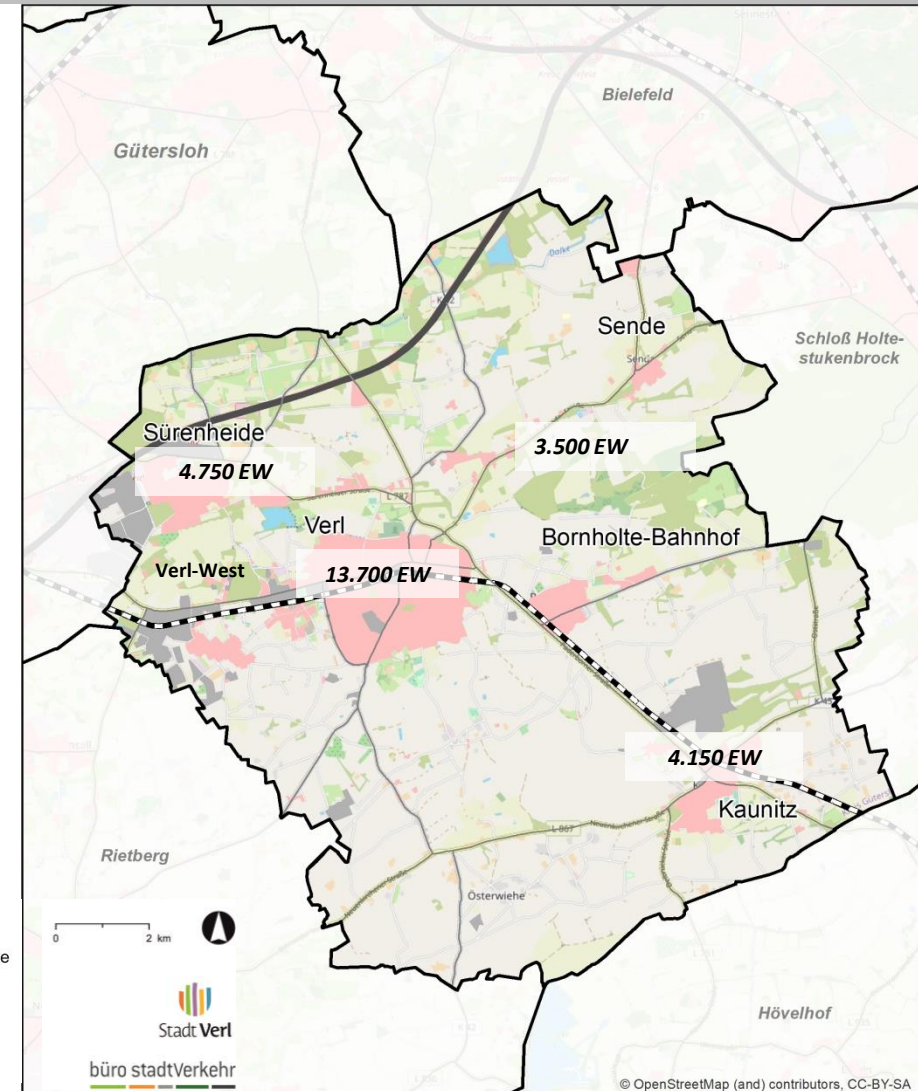 Bielefeld
Gütersloh
Sende
Schloß Holte-
stukenbrock
Sürenheide
4.750 EW
3.500 EW
L 787
Verl
Bornholte-Bahnhof
Verl-West
13.700 EW
4.150 EW
Kaunitz
L 867
Rietberg
Österwiehe
0 2 km
Stadt Verl
büro stadtVerkehr
Hövelhof
© OpenStreetMap (and) contributors, CC-BY-SA